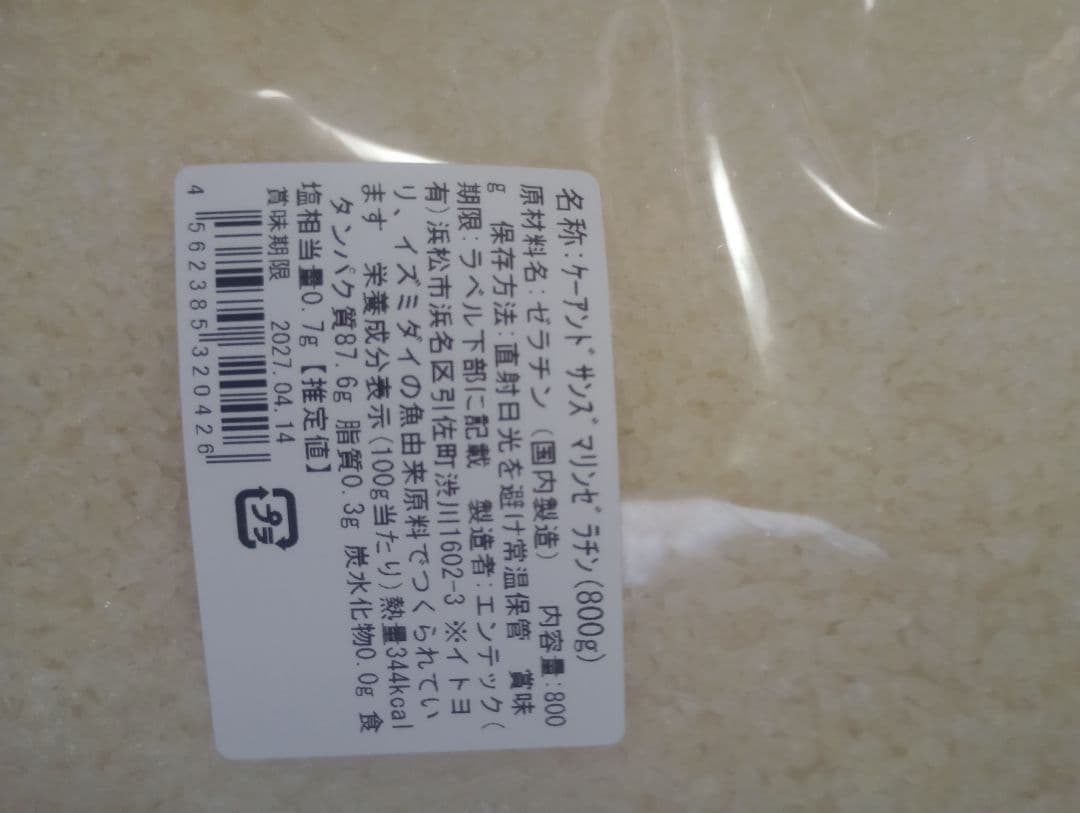 名称:ケーアンドサンズ マリンゼラチン(800g)
原材料名:ゼラチン(国内製造) 内容量:800
g 保存方法:直射日光を避け常温保管 賞味
期限:ラベル下部に記載 製造者:エンテック(
有)浜松市浜名区引佐町渋川1602-3 ※イトヨ
リ、イズミダイの魚由来原料でつくられてい
ます 栄養成分表示(100g当たり)熱量344kcal
タンパク質87.6g 脂質0.3g 炭水化物0.0g 食
塩相当量0.7g【推定値】
賞味期限 2027.04.14
プラ
4562385320426